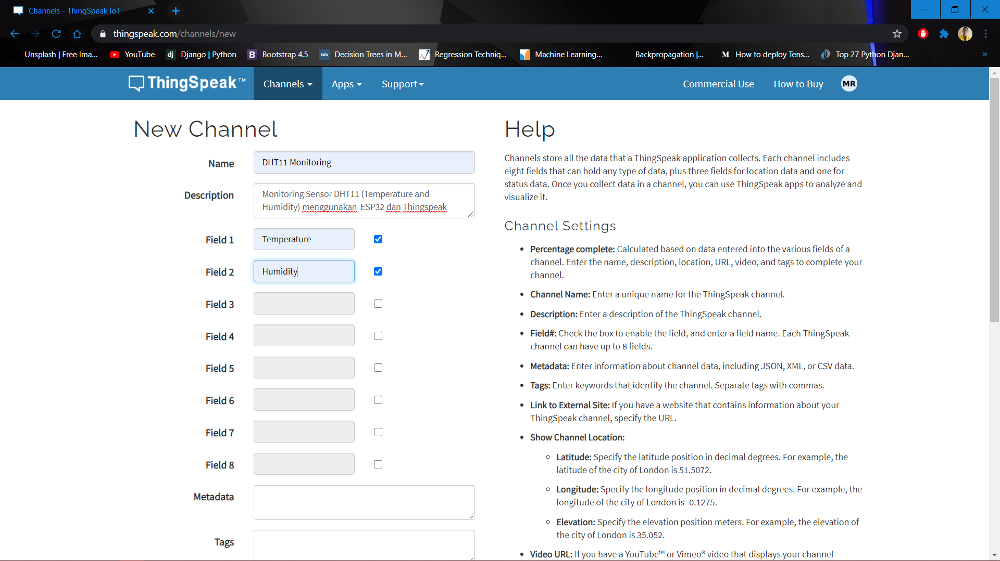 Channels - ThingSpeak IoT
thingspeak.com/channels/new
Unsplash | Free Ima... YouTube dj Django | Python B Bootstrap 4.5 tds Decision Trees in M... Regression Techniq... Machine Learning... Backpropagation |... M How to deploy Tens... Top 27 Python Djan... »
ThingSpeak™ Channels Apps Support Commercial Use How to Buy MR
New Channel
Name DHT11 Monitoring
Description Monitoring Sensor DHT11 (Temperature and
Humidity) menggunakan ESP32 dan Thingspeak
Field 1 Temperature
Field 2 Humidity
Field 3
Field 4
Field 5
Field 6
Field 7
Field 8
Metadata
Tags
Help
Channels store all the data that a ThingSpeak application collects. Each channel includes
eight fields that can hold any type of data, plus three fields for location data and one for
status data. Once you collect data in a channel, you can use ThingSpeak apps to analyze and
visualize it.
Channel Settings
• Percentage complete: Calculated based on data entered into the various fields of a
channel. Enter the name, description, location, URL, video, and tags to complete your
channel.
• Channel Name: Enter a unique name for the ThingSpeak channel.
• Description: Enter a description of the ThingSpeak channel.
• Field#: Check the box to enable the field, and enter a field name. Each ThingSpeak
channel can have up to 8 fields.
• Metadata: Enter information about channel data, including JSON, XML, or CSV data.
• Tags: Enter keywords that identify the channel. Separate tags with commas.
• Link to External Site: If you have a website that contains information about your
ThingSpeak channel, specify the URL.
• Show Channel Location:
◦ Latitude: Specify the latitude position in decimal degrees. For example, the
latitude of the city of London is 51.5072.
◦ Longitude: Specify the longitude position in decimal degrees. For example, the
longitude of the city of London is -0.1275.
◦ Elevation: Specify the elevation position meters. For example, the elevation of
the city of London is 35.052.
• Video URL: If you have a YouTube™ or Vimeo® video that displays your channel